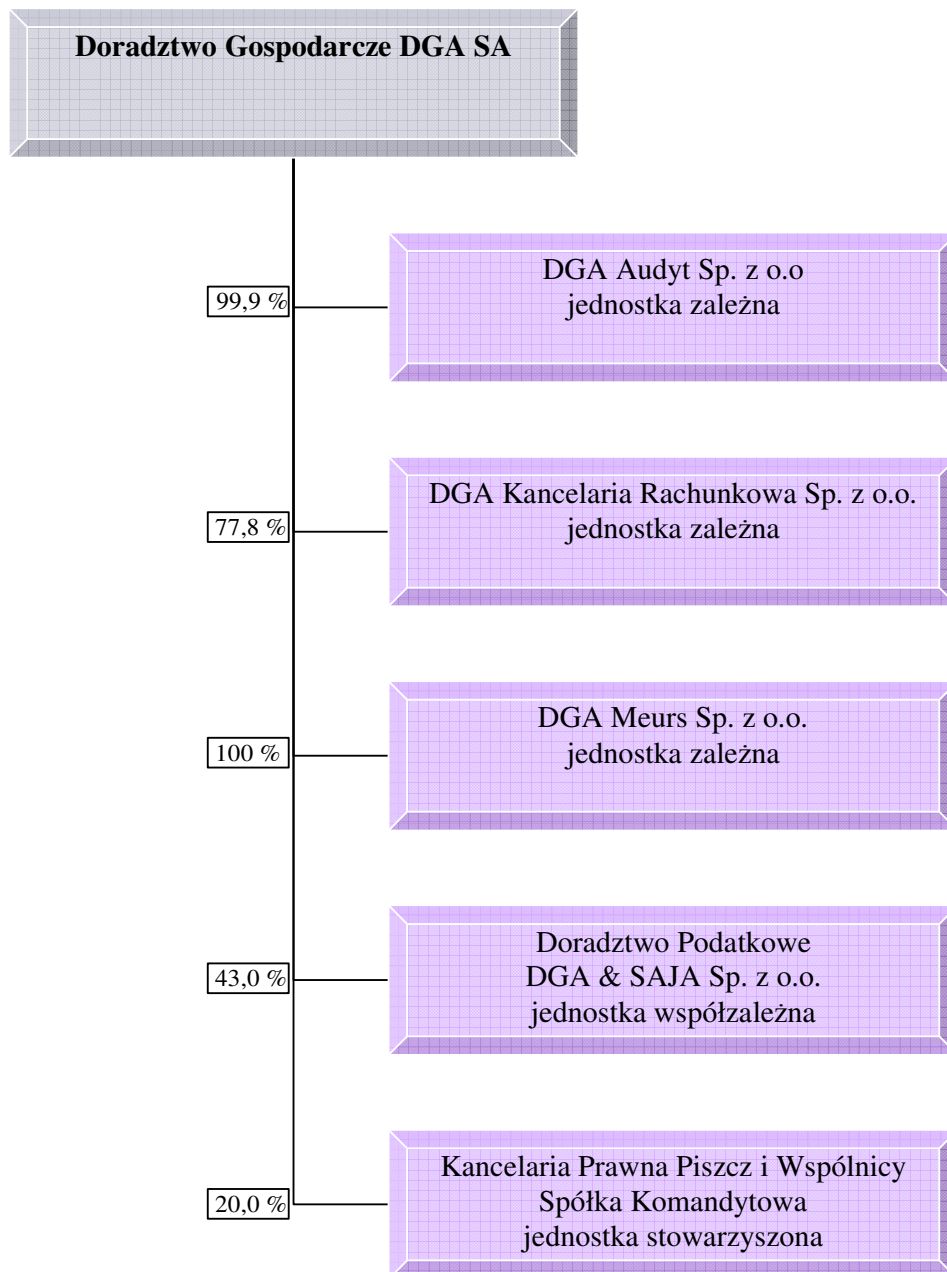 Doradztwo Gospodarcze DGA SA
99,9 %
DGA Audyt Sp. z o.o
jednostka zależna
77,8 %
DGA Kancelaria Rachunkowa Sp. z o.o.
jednostka zależna
100 %
DGA Meurs Sp. z o.o.
jednostka zależna
43,0 %
Doradztwo Podatkowe
DGA & SAJA Sp. z o.o.
jednostka współzależna
20,0 %
Kancelaria Prawna Piszcz i Wspólnicy
Spółka Komandytowa
jednostka stowarzyszona